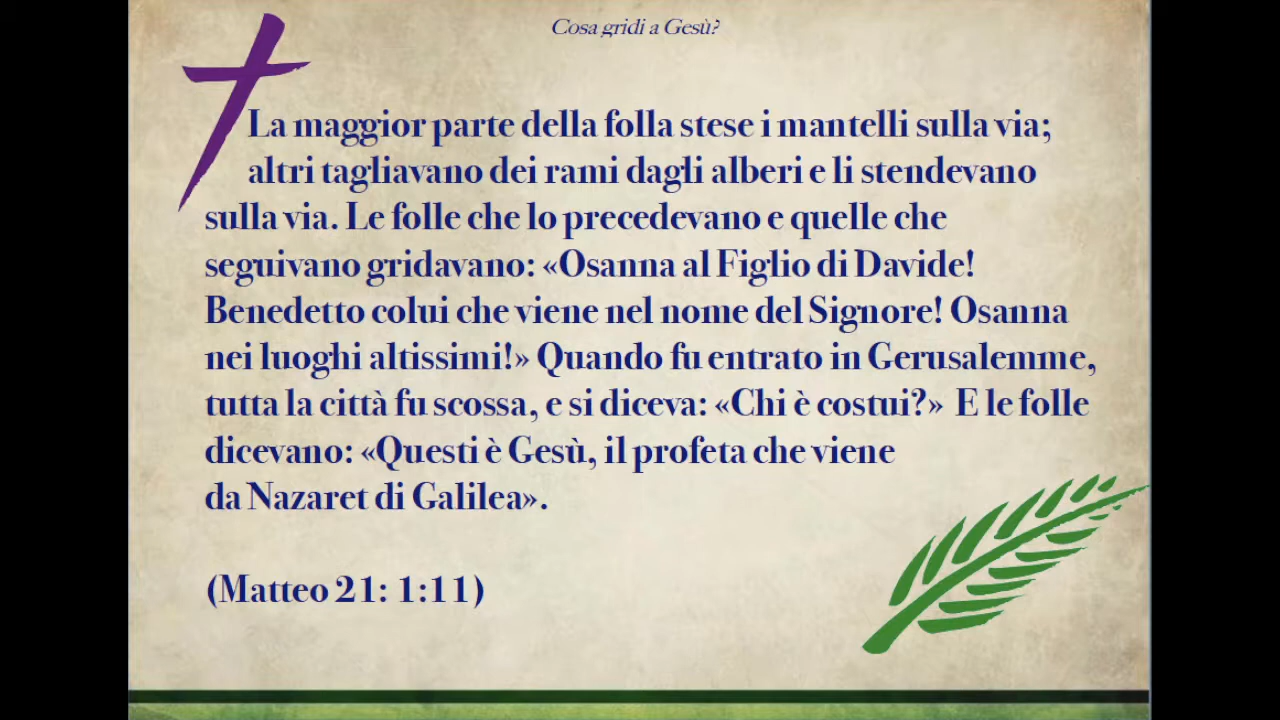 Cosa gridi a Gesù?
La maggior parte della folla stese i mantelli sulla via;
altri tagliavano dei rami dagli alberi e li stendevano
sulla via. Le folle che lo precedevano e quelle che
seguivano gridavano: «Osanna al Figlio di Davide!
Benedetto colui che viene nel nome del Signore! Osanna
nei luoghi altissimi!» Quando fu entrato in Gerusalemme,
tutta la città fu scossa, e si diceva: «Chi è costui?» E le folle
dicevano: «Questi è Gesù, il profeta che viene
da Nazaret di Galilea».
(Matteo 21: 1:11)